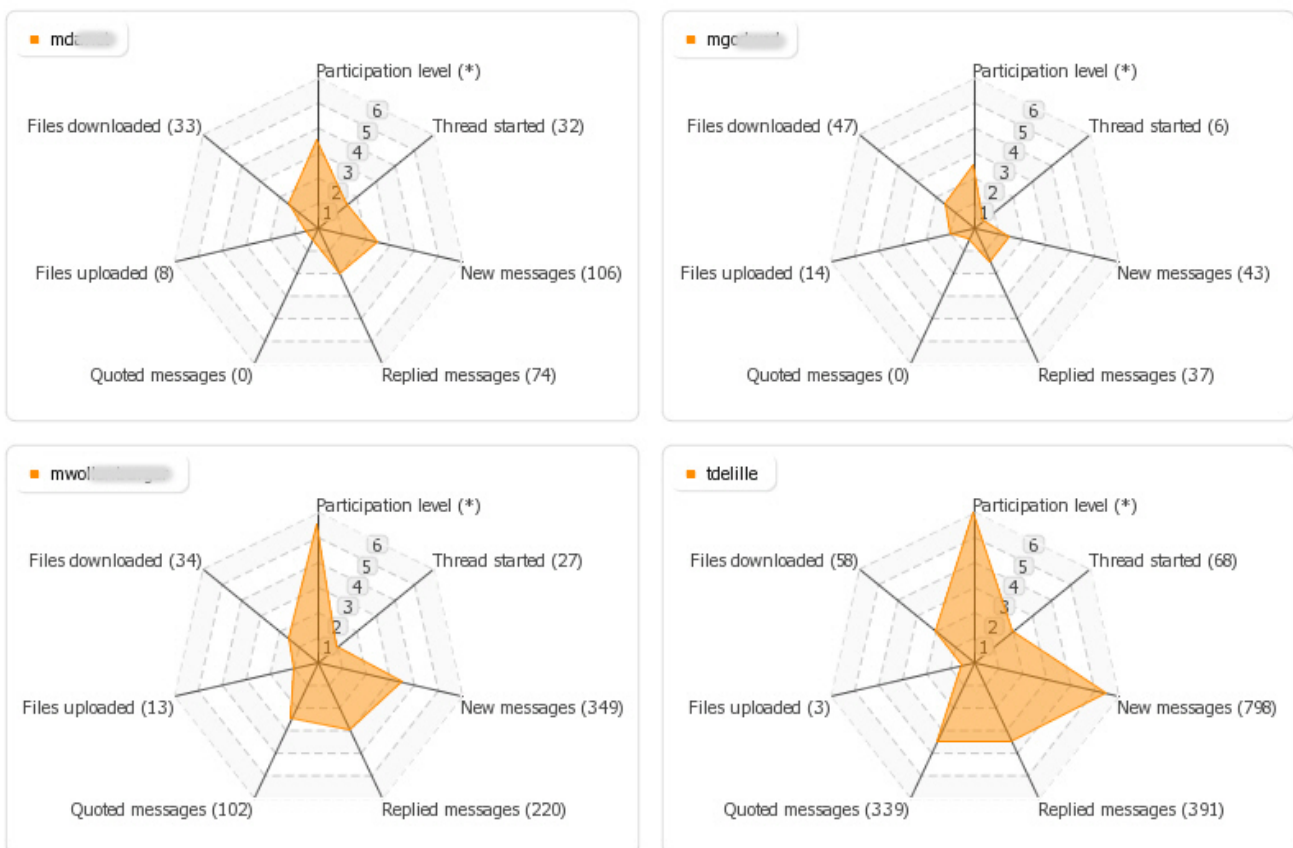 Participation level (*)
6
5
4
3
2
1
Thread started (32)
New messages (106)
Replied messages (74)
Quoted messages (0)
Files uploaded (8)
Files downloaded (33)
Participation level (*)
6
5
4
3
2
1
Thread started (6)
New messages (43)
Replied messages (37)
Quoted messages (0)
Files uploaded (14)
Files downloaded (47)
Participation level (*)
6
5
4
3
2
1
Thread started (27)
New messages (349)
Replied messages (220)
Quoted messages (102)
Files uploaded (13)
Files downloaded (34)
tdelille
Participation level (*)
6
5
4
3
2
1
Thread started (68)
New messages (798)
Replied messages (391)
Quoted messages (339)
Files uploaded (3)
Files downloaded (58)